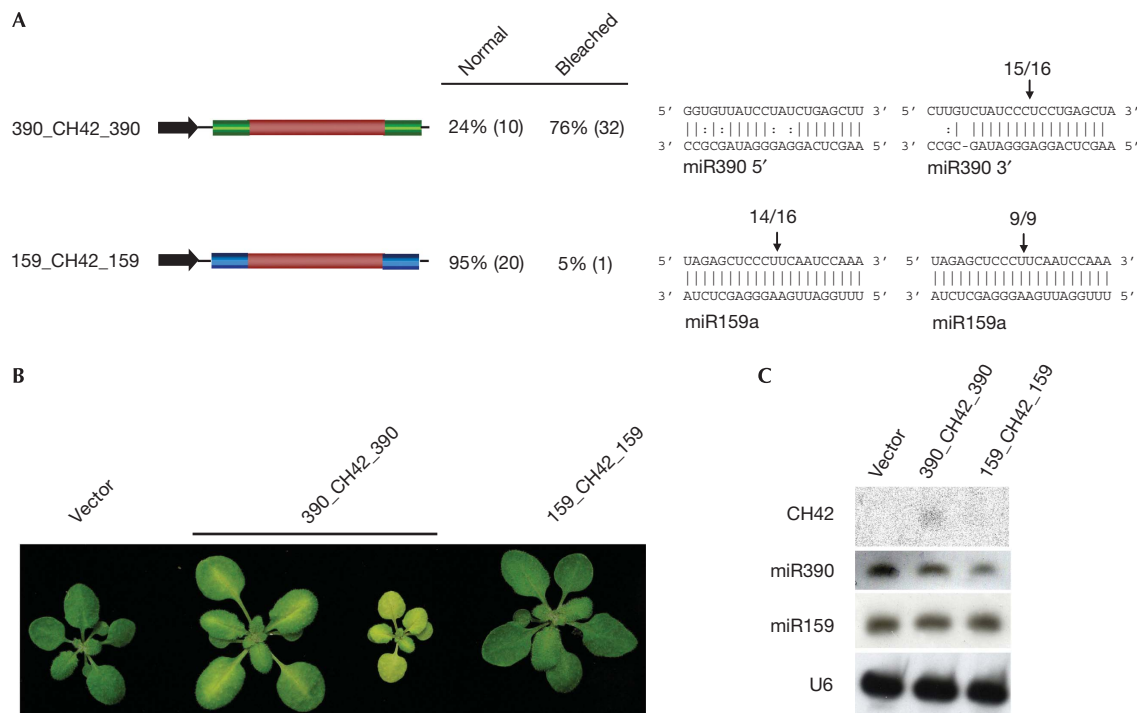 A
Normal
Bleached
390_CH42_390
24% (10)
76% (32)
5′ GGUGUUAUCCUAUCUGAGCUU 3′
3′ CCGCGAUAGGGAGGACUCGAA 5′
miR390 5′
15/16
5′ CUUGUCUAUCCCUCCUGAGCUA 3′
3′ CCGC-GAUAGGGAGGACUCGAA 5′
miR390 3′
159_CH42_159
95% (20)
5% (1)
14/16
5′ UAGAGCUCCCUUCAAUCCAAA 3′
3′ AUCUCGAGGGAAGUUAGGUUU 5′
miR159a
9/9
5′ UAGAGCUCCCUUCAAUCCAAA 3′
3′ AUCUCGAGGGAAGUUAGGUUU 5′
miR159a
B
Vector
390_CH42_390
159_CH42_159
C
Vector
390_CH42_390
159_CH42_159
CH42
miR390
miR159
U6